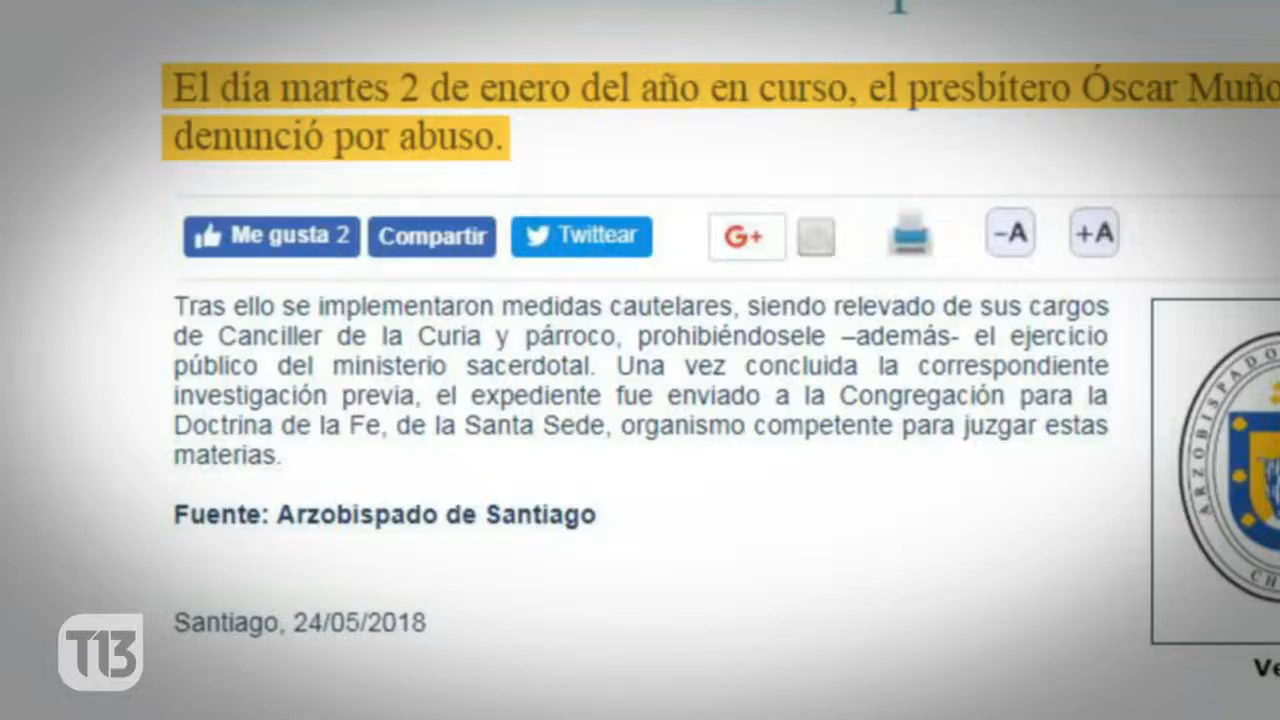 El día martes 2 de enero del año en curso, el presbítero Óscar Muño
denunció por abuso.
Me gusta 2 Compartir Twittear G+ -A +A
Tras ello se implementaron medidas cautelares, siendo relevado de sus cargos
de Canciller de la Curia y párroco, prohibiéndosele –además- el ejercicio
público del ministerio sacerdotal. Una vez concluida la correspondiente
investigación previa, el expediente fue enviado a la Congregación para la
Doctrina de la Fe, de la Santa Sede, organismo competente para juzgar estas
materias.
ARZOBISPADO
CH
Fuente: Arzobispado de Santiago
Santiago, 24/05/2018
T13
Ve